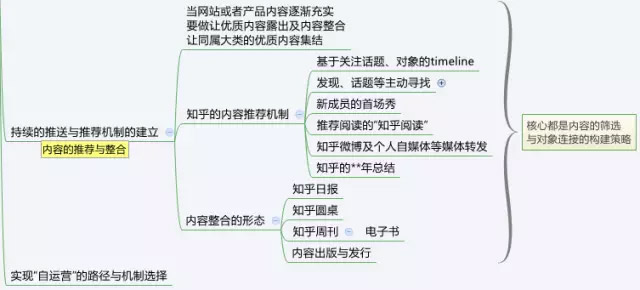 当网站或者产品内容逐渐充实
要做让优质内容露出及内容整合
让同属大类的优质内容集结
基于关注话题、对象的timeline
发现、话题等主动寻找
知乎的内容推荐机制
新成员的首场秀
推荐阅读的“知乎阅读”
知乎微博及个人自媒体等媒体转发
知乎的**年总结
持续的推送与推荐机制的建立
内容的推荐与整合
核心都是内容的筛选
与对象连接的构建策略
知乎日报
知乎圆桌
内容整合的形态
知乎周刊
电子书
内容出版与发行
实现“自运营”的路径与机制选择